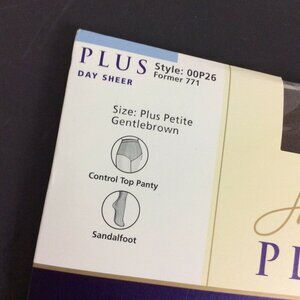 PLUS
DAY SHEER
Style: 00P26
Former 771
Size: Plus Petite
Gentlebrown
Control Top Panty
Sandalfoot